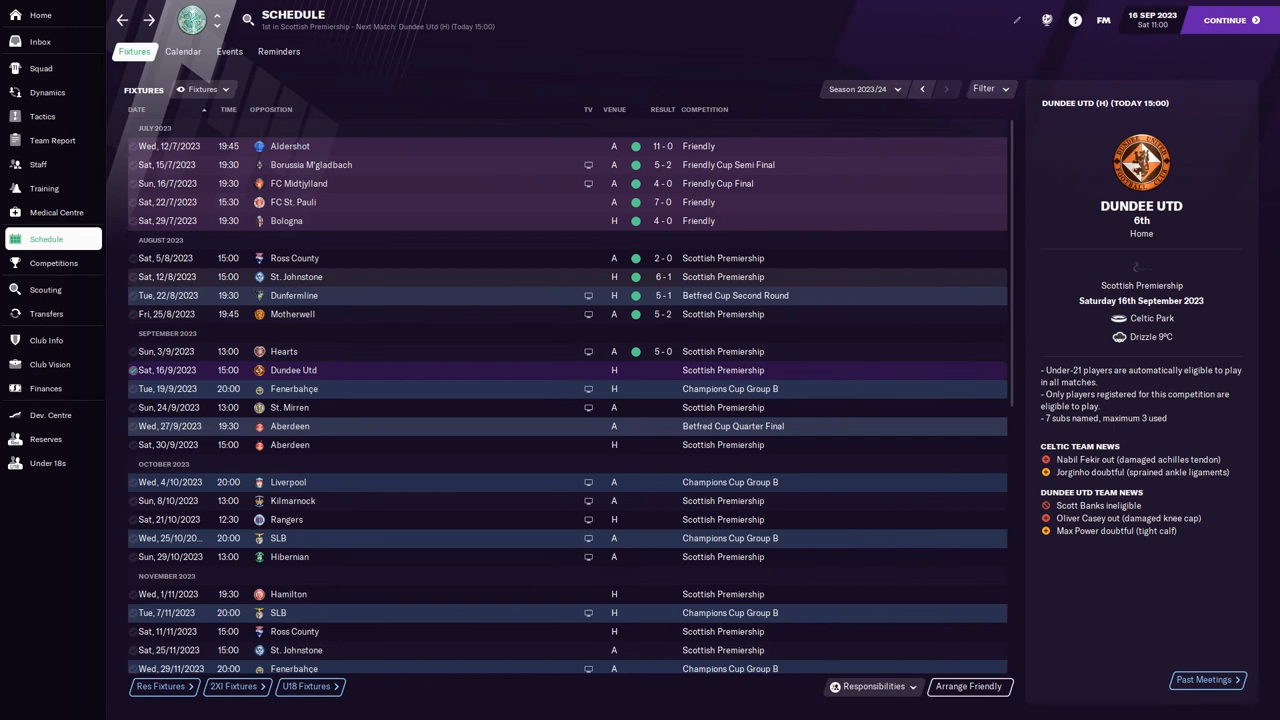 Home
Inbox
Squad
Dynamics
Tactics
Team Report
Staff
Training
Medical Centre
Schedule
Competitions
Scouting
Transfers
Club Info
Club Vision
Finances
Dev. Centre
Reserves
Under 18s
SCHEDULE
1st in Scottish Premiership - Next Match: Dundee Utd (H) (Today 15:00)
FM
16 SEP 2023
Sat 11:00
CONTINUE
Fixtures Calendar Events Reminders
FIXTURES Fixtures Season 2023/24 Filter
DATE TIME OPPOSITION TV VENUE RESULT COMPETITION
JULY 2023
Wed, 12/7/2023 19:45 Aldershot A 11 - 0 Friendly
Sat, 15/7/2023 19:30 Borussia M'gladbach A 5 - 2 Friendly Cup Semi Final
Sun, 16/7/2023 19:30 FC Midtjylland A 4 - 0 Friendly Cup Final
Sat, 22/7/2023 15:30 FC St. Pauli A 7 - 0 Friendly
Sat, 29/7/2023 19:30 Bologna H 4 - 0 Friendly
AUGUST 2023
Sat, 5/8/2023 15:00 Ross County A 2 - 0 Scottish Premiership
Sat, 12/8/2023 15:00 St. Johnstone H 6 - 1 Scottish Premiership
Tue, 22/8/2023 19:30 Dunfermline H 5 - 1 Betfred Cup Second Round
Fri, 25/8/2023 19:45 Motherwell A 5 - 2 Scottish Premiership
SEPTEMBER 2023
Sun, 3/9/2023 13:00 Hearts A 5 - 0 Scottish Premiership
Sat, 16/9/2023 15:00 Dundee Utd H Scottish Premiership
Tue, 19/9/2023 20:00 Fenerbahçe H Champions Cup Group B
Sun, 24/9/2023 13:00 St. Mirren A Scottish Premiership
Wed, 27/9/2023 19:30 Aberdeen A Betfred Cup Quarter Final
Sat, 30/9/2023 15:00 Aberdeen H Scottish Premiership
OCTOBER 2023
Wed, 4/10/2023 20:00 Liverpool A Champions Cup Group B
Sun, 8/10/2023 13:00 Kilmarnock A Scottish Premiership
Sat, 21/10/2023 12:30 Rangers H Scottish Premiership
Wed, 25/10/20... 20:00 SLB A Champions Cup Group B
Sun, 29/10/2023 13:00 Hibernian A Scottish Premiership
NOVEMBER 2023
Wed, 1/11/2023 19:30 Hamilton H Scottish Premiership
Tue, 7/11/2023 20:00 SLB H Champions Cup Group B
Sat, 11/11/2023 15:00 Ross County H Scottish Premiership
Sat, 25/11/2023 15:00 St. Johnstone A Scottish Premiership
Wed, 29/11/2023 20:00 Fenerbahçe A Champions Cup Group B
Res Fixtures 2XI Fixtures U18 Fixtures Responsibilities Arrange Friendly
DUNDEE UTD (H) (TODAY 15:00)
DUNDEE UTD
6th
Home
Scottish Premiership
Saturday 16th September 2023
Celtic Park
Drizzle 9ºC
- Under-21 players are automatically eligible to play
in all matches.
- Only players registered for this competition are
eligible to play.
- 7 subs named, maximum 3 used
CELTIC TEAM NEWS
Nabil Fekir out (damaged achilles tendon)
Jorginho doubtful (sprained ankle ligaments)
DUNDEE UTD TEAM NEWS
Scott Banks ineligible
Oliver Casey out (damaged knee cap)
Max Power doubtful (tight calf)
Past Meetings